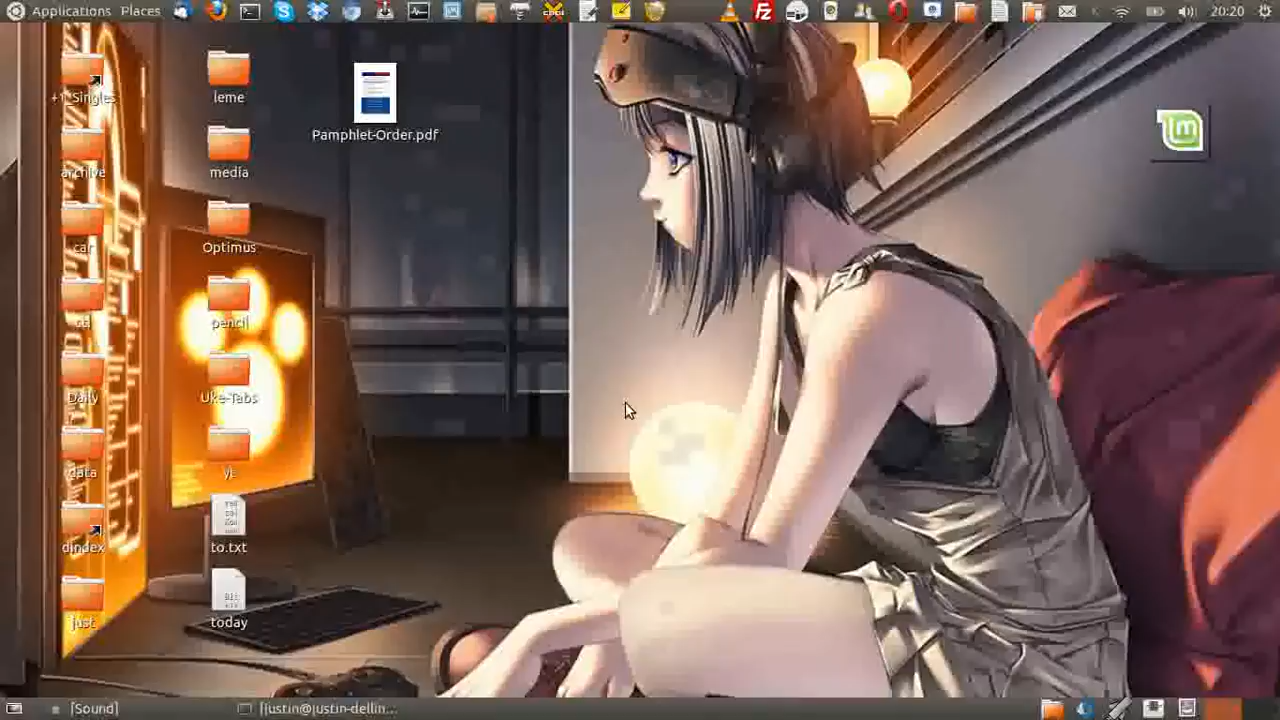 Applications Places
20:20
+1_Singles
leme
Pamphlet-Order.pdf
archive
media
car
Optimus
pencil
Daily
Uke-Tabs
data
yt
dindex
to.txt
just
today
[Sound]
[justin@justin-dellin...